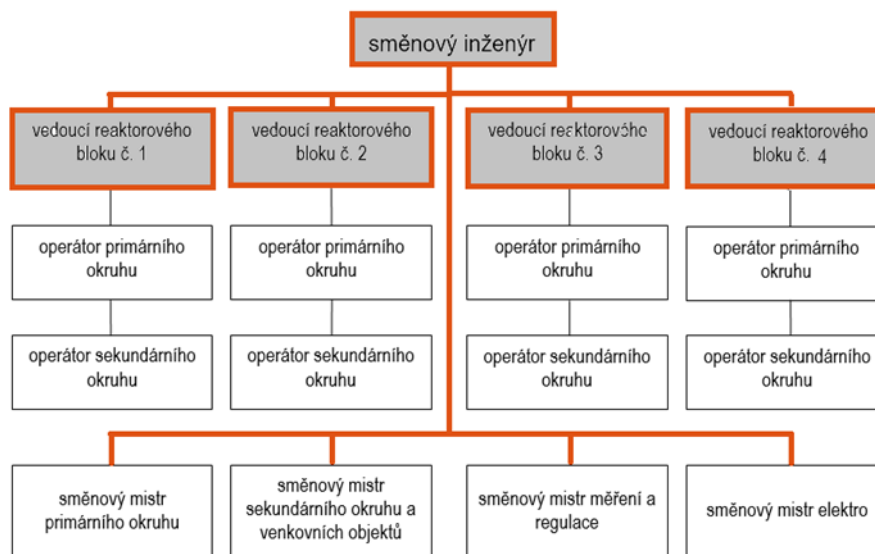 směnový inženýr
vedoucí reaktorového
bloku č. 1
vedoucí reaktorového
bloku č. 2
vedoucí reaktorového
bloku č. 3
vedoucí reaktorového
bloku č. 4
operátor primárního
okruhu
operátor primárního
okruhu
operátor primárního
okruhu
operátor primárního
okruhu
operátor sekundárního
okruhu
operátor sekundárního
okruhu
operátor sekundárního
okruhu
operátor sekundárního
okruhu
směnový mistr
primárního okruhu
směnový mistr
sekundárního okruhu a
venkovních objektů
směnový mistr měření a
regulace
směnový mistr elektro